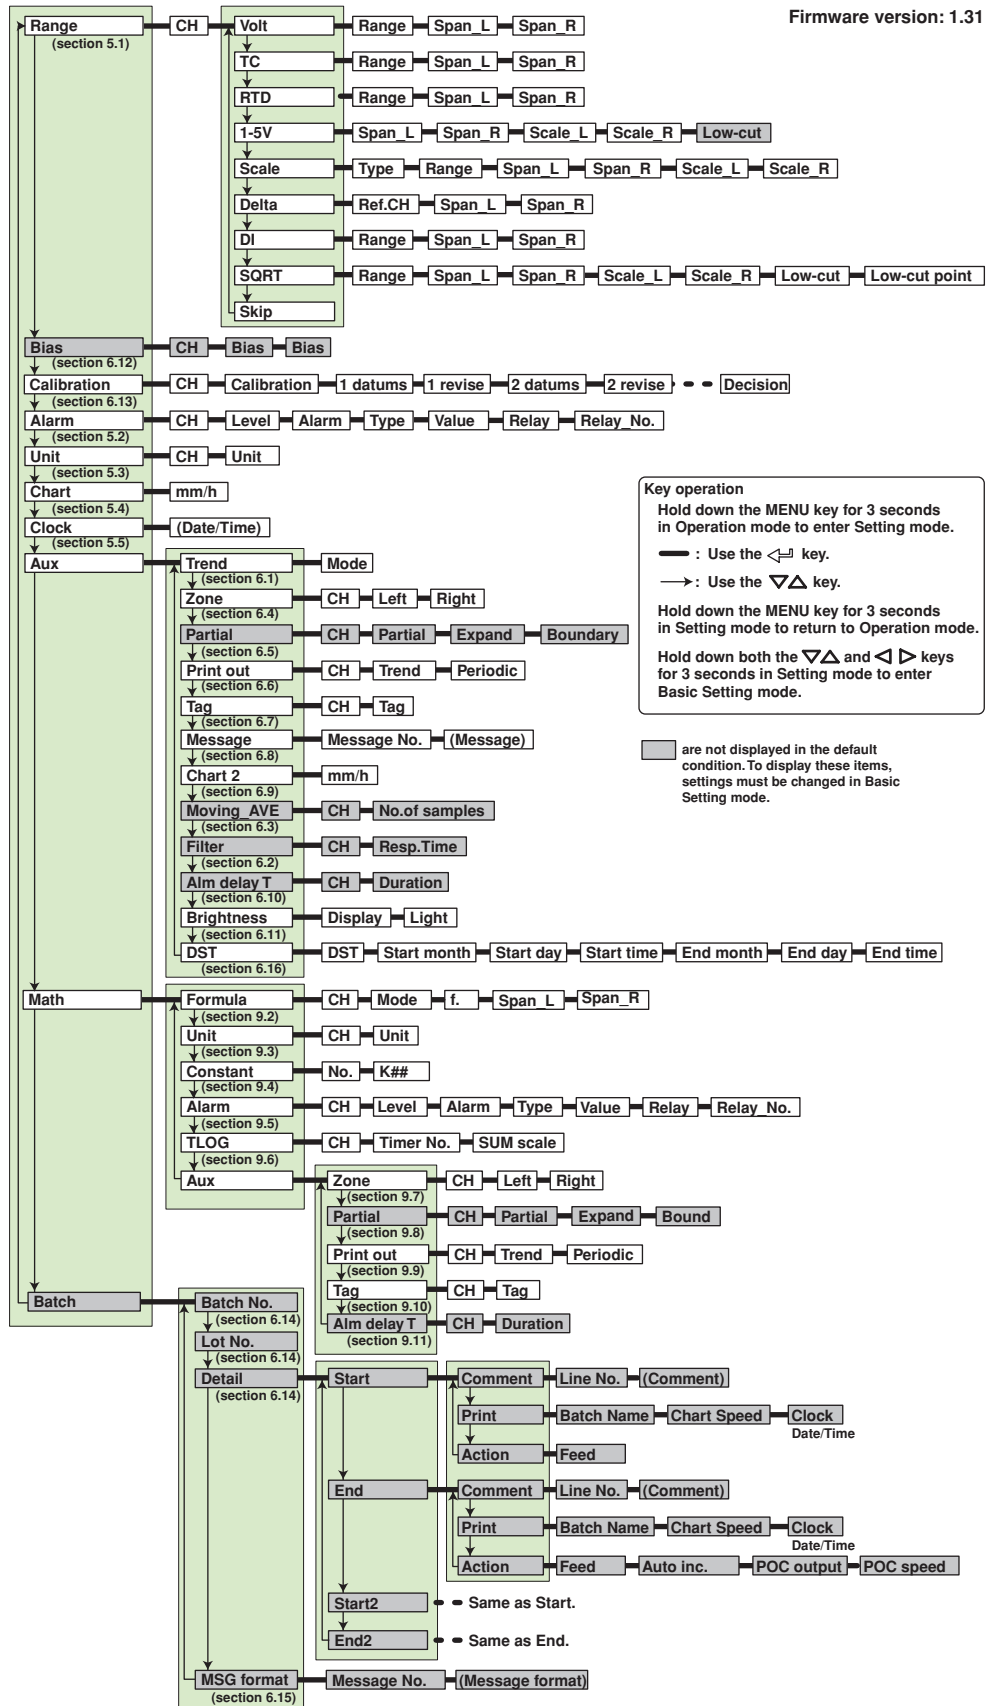 Firmware version: 1.31
Range CH Volt Range Span_L Span_R
(section 5.1)
TC Range Span_L Span_R
RTD Range Span_L Span_R
1-5V Span_L Span_R Scale_L Scale_R Low-cut
Scale Type Range Span_L Span_R Scale_L Scale_R
Delta Ref.CH Span_L Span_R
DI Range Span_L Span_R
SQRT Range Span_L Span_R Scale_L Scale_R Low-cut Low-cut point
Skip
Bias CH Bias Bias
(section 6.12)
Calibration CH Calibration 1 datums 1 revise 2 datums 2 revise Decision
(section 6.13)
Alarm CH Level Alarm Type Value Relay Relay_No.
(section 5.2)
Unit CH Unit
(section 5.3)
Chart mm/h
(section 5.4)
Clock (Date/Time)
(section 5.5)
Key operation
Hold down the MENU key for 3 seconds
in Operation mode to enter Setting mode.
: Use the key.
: Use the ▽△ key.
Hold down the MENU key for 3 seconds
in Setting mode to return to Operation mode.
Hold down both the ▽△ and ◁ ▷ keys
for 3 seconds in Setting mode to enter
Basic Setting mode.
are not displayed in the default
condition. To display these items,
settings must be changed in Basic
Setting mode.
Aux Trend Mode
(section 6.1)
Zone CH Left Right
(section 6.4)
Partial CH Partial Expand Boundary
(section 6.5)
Print out CH Trend Periodic
(section 6.6)
Tag CH Tag
(section 6.7)
Message Message No. (Message)
(section 6.8)
Chart 2 mm/h
(section 6.9)
Moving_AVE CH No.of samples
(section 6.3)
Filter CH Resp.Time
(section 6.2)
Alm delay T CH Duration
(section 6.10)
Brightness Display Light
(section 6.11)
DST DST Start month Start day Start time End month End day End time
(section 6.16)
Math Formula CH Mode f. Span_L Span_R
(section 9.2)
Unit CH Unit
(section 9.3)
Constant No. K##
(section 9.4)
Alarm CH Level Alarm Type Value Relay Relay_No.
(section 9.5)
TLOG CH Timer No. SUM scale
(section 9.6)
Aux Zone CH Left Right
(section 9.7)
Partial CH Partial Expand Bound
(section 9.8)
Print out CH Trend Periodic
(section 9.9)
Tag CH Tag
(section 9.10)
Alm delay T CH Duration
(section 9.11)
Batch Batch No.
(section 6.14)
Lot No.
(section 6.14)
Detail Start Comment Line No. (Comment)
(section 6.14)
Print Batch Name Chart Speed Clock
Date/Time
Action Feed
End Comment Line No. (Comment)
Print Batch Name Chart Speed Clock
Date/Time
Action Feed Auto inc. POC output POC speed
Start2 Same as Start.
End2 Same as End.
MSG format Message No. (Message format)
(section 6.15)